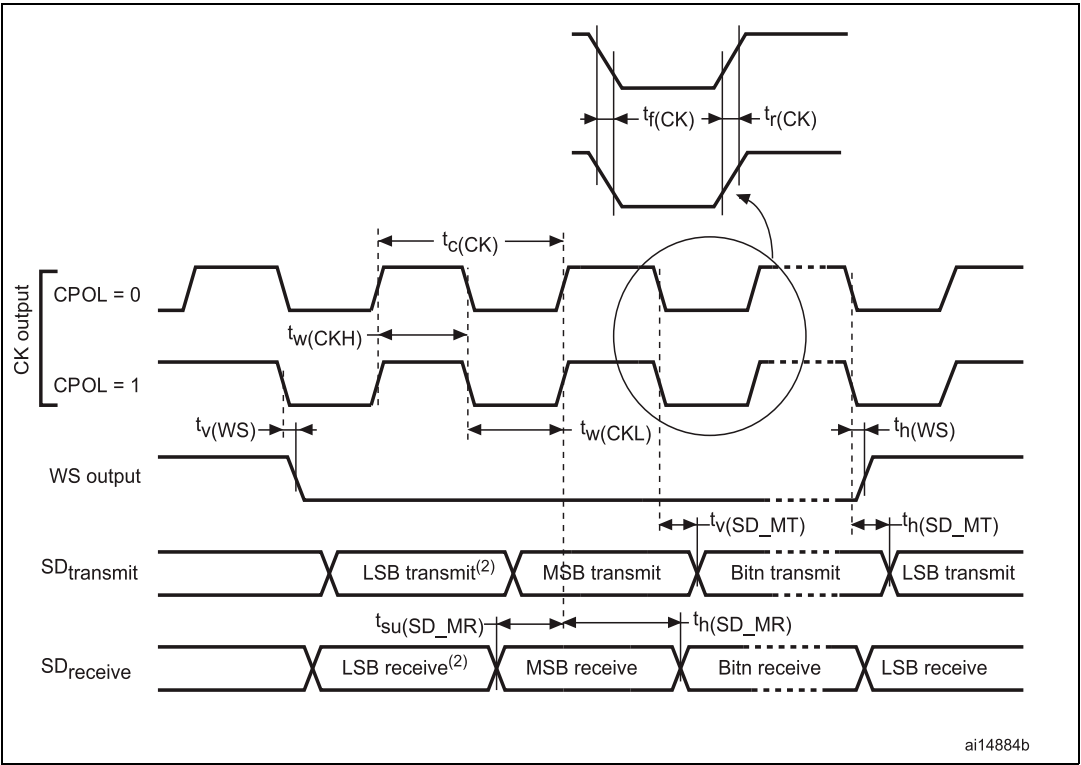 tf(CK)
tr(CK)
tc(CK)
CK output
CPOL = 0
tw(CKH)
CPOL = 1
tv(WS)
tw(CKL)
th(WS)
WS output
tv(SD_MT)
th(SD_MT)
SDtransmit
LSB transmit(2)
MSB transmit
Bitn transmit
LSB transmit
tsu(SD_MR)
th(SD_MR)
SDreceive
LSB receive(2)
MSB receive
Bitn receive
LSB receive
ai14884b